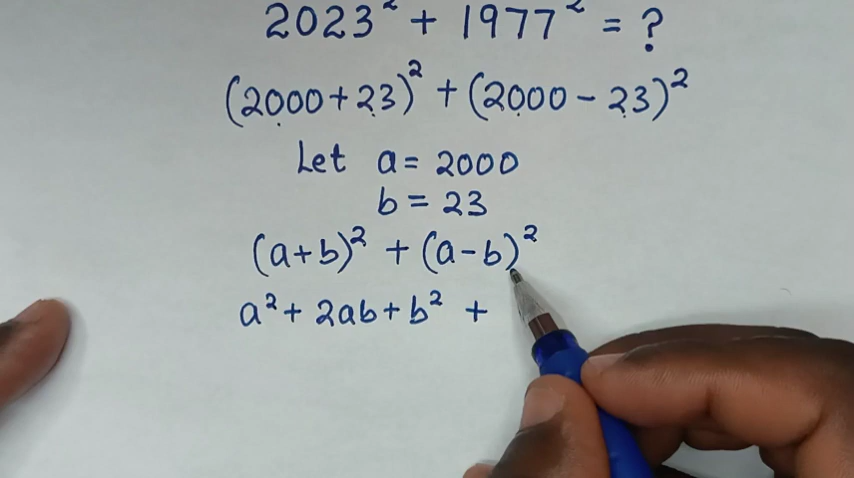 2023² + 1977² = ?
(2000+23)² + (2000-23)²
Let a = 2000
b = 23
(a+b)² + (a-b)²
a² + 2ab + b² +